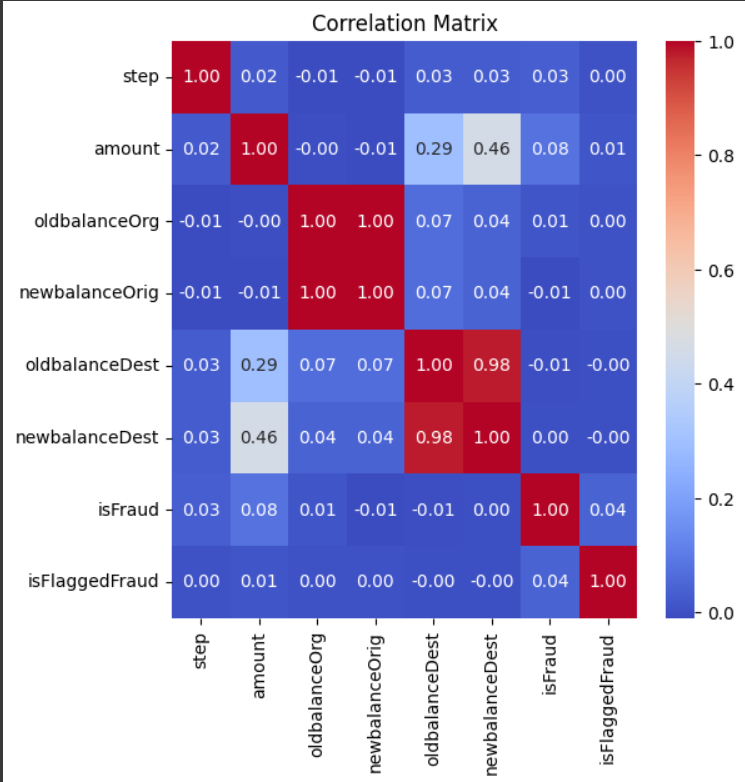 Correlation Matrix
step 1.00 0.02 -0.01 -0.01 0.03 0.03 0.03 0.00
amount 0.02 1.00 -0.00 -0.01 0.29 0.46 0.08 0.01
oldbalanceOrg -0.01 -0.00 1.00 1.00 0.07 0.04 0.01 0.00
newbalanceOrig -0.01 -0.01 1.00 1.00 0.07 0.04 -0.01 0.00
oldbalanceDest 0.03 0.29 0.07 0.07 1.00 0.98 -0.01 -0.00
newbalanceDest 0.03 0.46 0.04 0.04 0.98 1.00 0.00 -0.00
isFraud 0.03 0.08 0.01 -0.01 -0.01 0.00 1.00 0.04
isFlaggedFraud 0.00 0.01 0.00 0.00 -0.00 -0.00 0.04 1.00
step
amount
oldbalanceOrg
newbalanceOrig
oldbalanceDest
newbalanceDest
isFraud
isFlaggedFraud
1.0
0.8
0.6
0.4
0.2
0.0